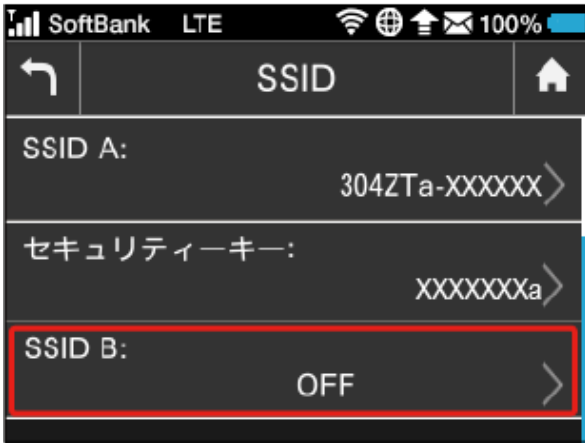 SoftBank LTE 100%
SSID
SSID A:
304ZTa-XXXXXX
セキュリティーキー:
XXXXXXXa
SSID B:
OFF